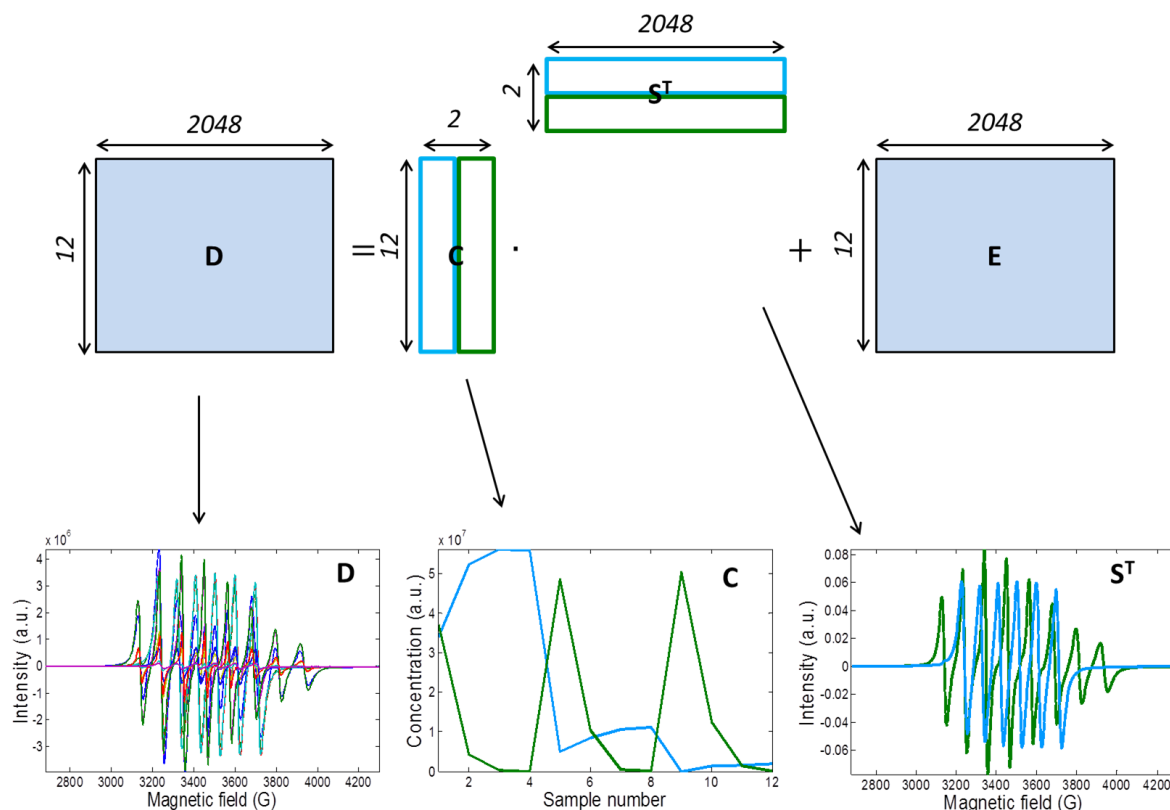 2048
2
S^T
2048
2
2048
12
D
=
12
C
·
+
12
E
x 10^6
D
Intensity (a.u.)
4
3
2
1
0
-1
-2
-3
2800 3000 3200 3400 3600 3800 4000 4200
Magnetic field (G)
x 10^7
C
Concentration (a.u.)
5
4
3
2
1
0
2 4 6 8 10 12
Sample number
S^T
Intensity (a.u.)
0.08
0.06
0.04
0.02
0
-0.02
-0.04
-0.06
2800 3000 3200 3400 3600 3800 4000 4200
Magnetic field (G)